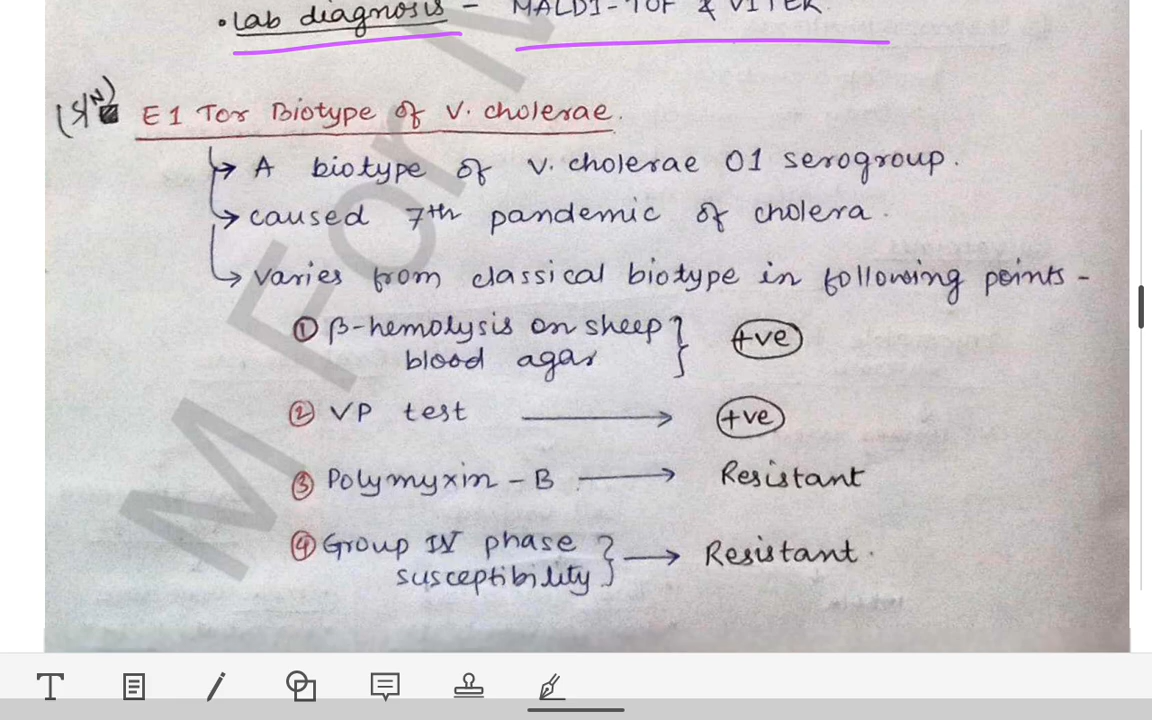 •Lab diagnosis - MALDI-TOF & VITEK.
(S/N) E1 Tor Biotype of V. cholerae.
→ A biotype of V. cholerae O1 serogroup.
→ caused 7th pandemic of cholera.
→ varies from classical biotype in following points -
① β-hemolysis on sheep } +ve
blood agar
② VP test → +ve
③ Polymyxin - B → Resistant
④ Group IV phase } → Resistant.
susceptibility
M For M
T